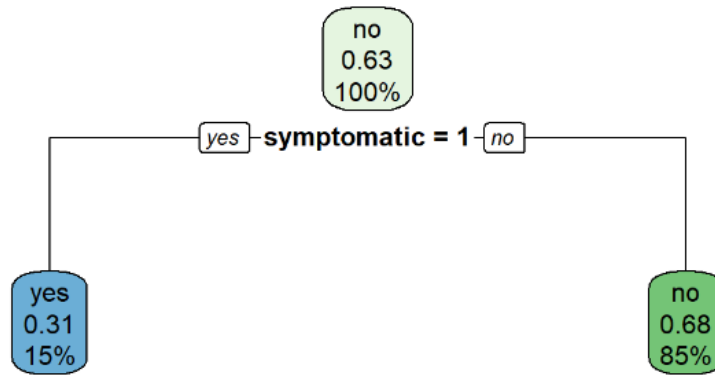 no
0.63
100%
yes symptomatic = 1 no
yes
0.31
15%
no
0.68
85%